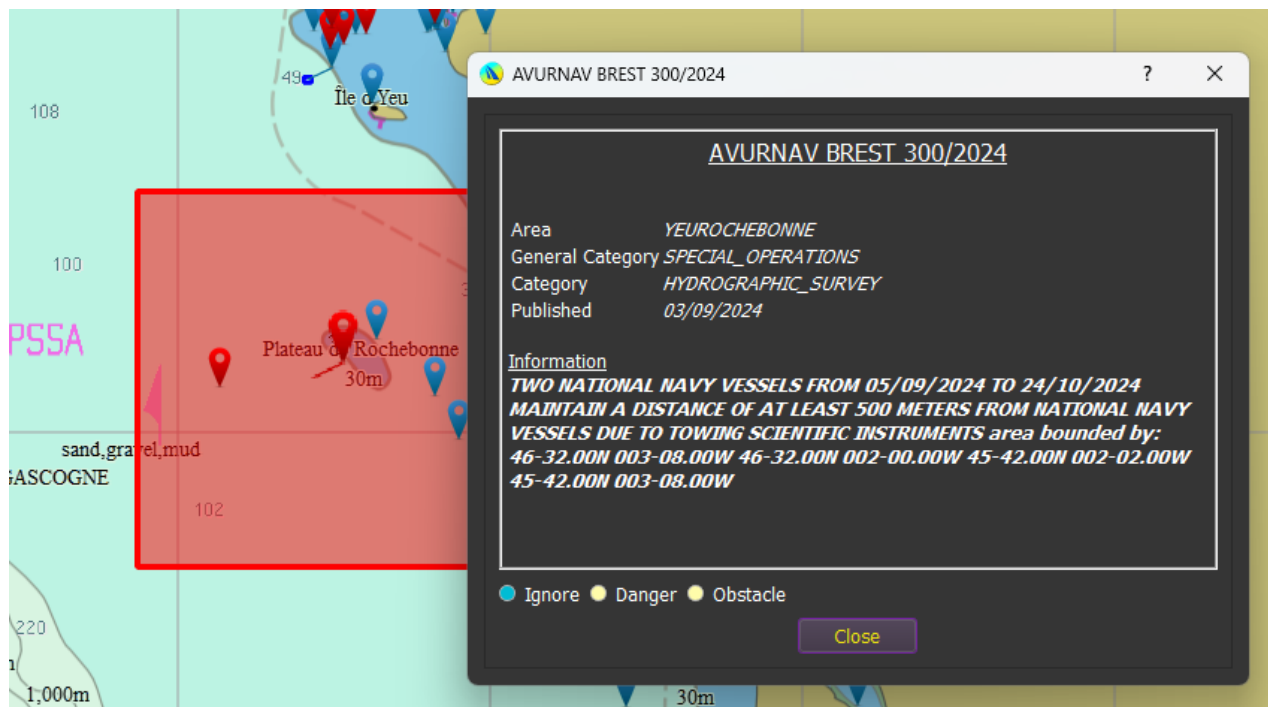 49
Île d'Yeu
108
100
PSSA
Plateau de Rochebonne
30m
sand,gravel,mud
GASCOGNE
102
220
1,000m
30m
AVURNAV BREST 300/2024
?
AVURNAV BREST 300/2024
Area YEUROCHEBONNE
General Category SPECIAL_OPERATIONS
Category HYDROGRAPHIC_SURVEY
Published 03/09/2024
Information
TWO NATIONAL NAVY VESSELS FROM 05/09/2024 TO 24/10/2024
MAINTAIN A DISTANCE OF AT LEAST 500 METERS FROM NATIONAL NAVY
VESSELS DUE TO TOWING SCIENTIFIC INSTRUMENTS area bounded by:
46-32.00N 003-08.00W 46-32.00N 002-00.00W 45-42.00N 002-02.00W
45-42.00N 003-08.00W
Ignore Danger Obstacle
Close